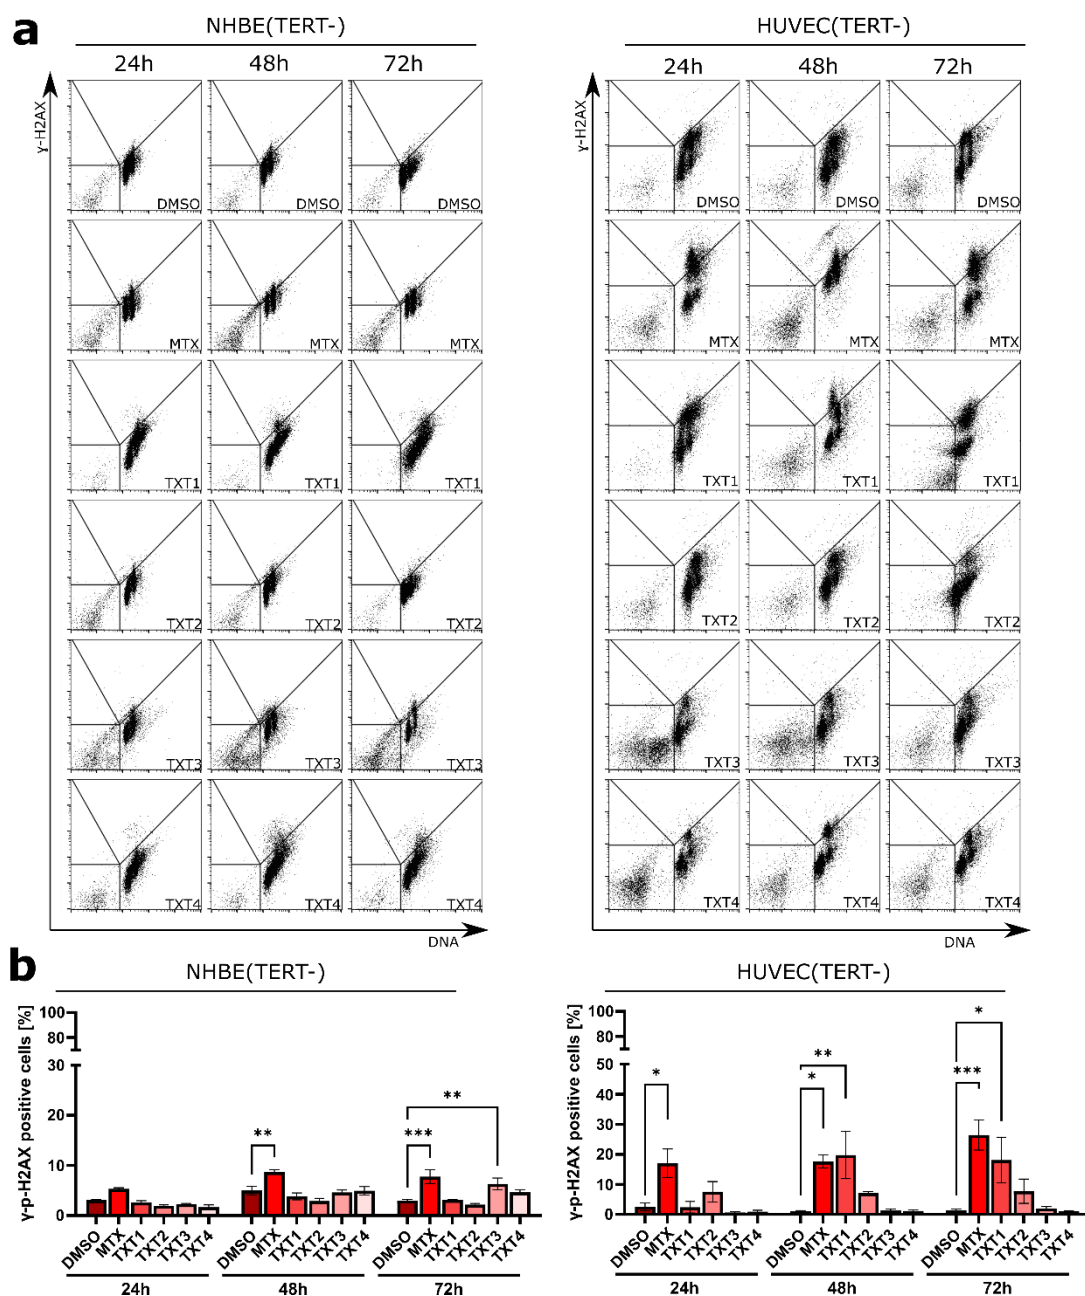 a
NHBE(TERT-)
HUVEC(TERT-)
24h 48h 72h
24h 48h 72h
γ-H2AX
γ-H2AX
DMSO DMSO DMSO
DMSO DMSO DMSO
MTX MTX MTX
MTX MTX MTX
TXT1 TXT1 TXT1
TXT1 TXT1 TXT1
TXT2 TXT2 TXT2
TXT2 TXT2 TXT2
TXT3 TXT3 TXT3
TXT3 TXT3 TXT3
TXT4 TXT4 TXT4
TXT4 TXT4 TXT4
DNA
DNA
b
NHBE(TERT-)
γ-p-H2AX positive cells [%]
100
80
30
20
10
0
**
***
**
DMSO MTX TXT1 TXT2 TXT3 TXT4 DMSO MTX TXT1 TXT2 TXT3 TXT4 DMSO MTX TXT1 TXT2 TXT3 TXT4
24h 48h 72h
HUVEC(TERT-)
γ-p-H2AX positive cells [%]
100
80
50
40
30
20
10
0
*
*
**
***
*
DMSO MTX TXT1 TXT2 TXT3 TXT4 DMSO MTX TXT1 TXT2 TXT3 TXT4 DMSO MTX TXT1 TXT2 TXT3 TXT4
24h 48h 72h